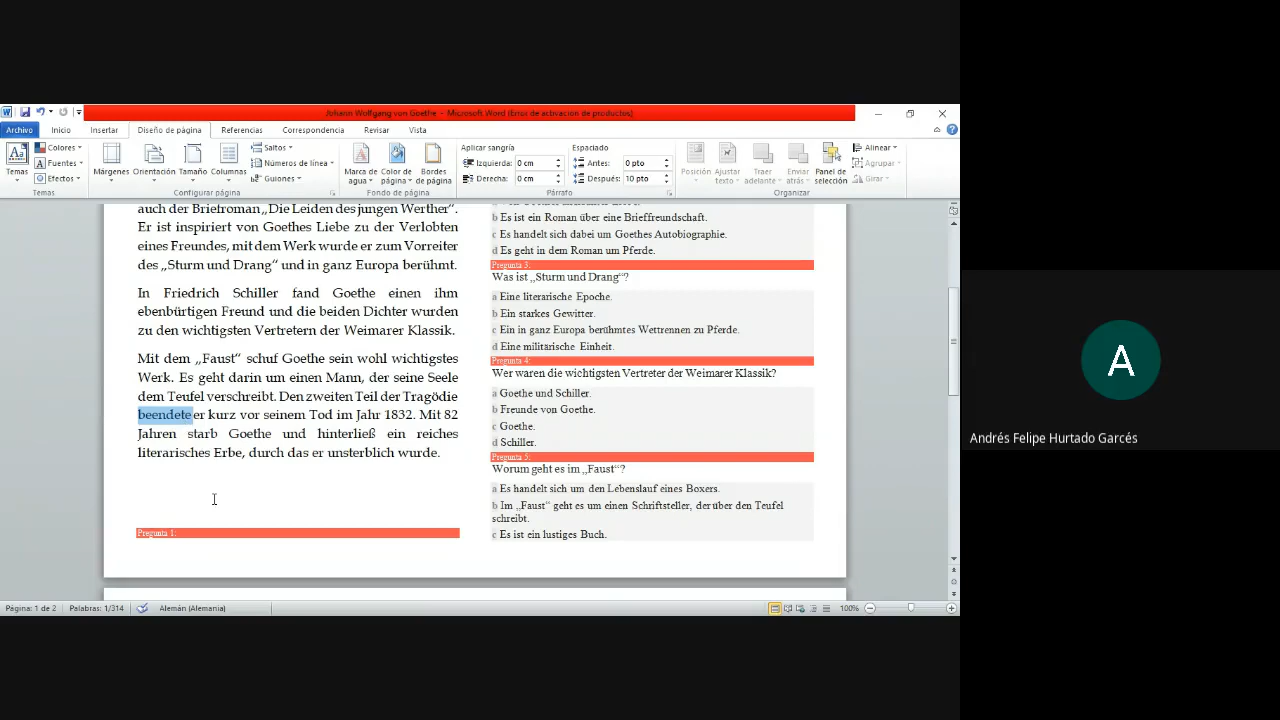 Johann Wolfgang von Goethe - Microsoft Word (Error de activación de productos)
Archivo Inicio Insertar Diseño de página Referencias Correspondencia Revisar Vista
Temas
Colores
Fuentes
Efectos
Temas
Márgenes Orientación Tamaño Columnas
Saltos
Números de línea
Guiones
Configurar página
Marca de agua
Color de página
Bordes de página
Fondo de página
Aplicar sangría
Izquierda: 0 cm
Derecha: 0 cm
Espaciado
Antes: 0 pto
Después: 10 pto
Párrafo
Posición
Ajustar texto
Traer adelante
Enviar atrás
Panel de selección
Alinear
Agrupar
Girar
Organizar
auch der Briefroman „Die Leiden des jungen Werther“.
Er ist inspiriert von Goethes Liebe zu der Verlobten
eines Freundes, mit dem Werk wurde er zum Vorreiter
des „Sturm und Drang“ und in ganz Europa berühmt.
In Friedrich Schiller fand Goethe einen ihm
ebenbürtigen Freund und die beiden Dichter wurden
zu den wichtigsten Vertretern der Weimarer Klassik.
Mit dem „Faust“ schuf Goethe sein wohl wichtigstes
Werk. Es geht darin um einen Mann, der seine Seele
dem Teufel verschreibt. Den zweiten Teil der Tragödie
beendete er kurz vor seinem Tod im Jahr 1832. Mit 82
Jahren starb Goethe und hinterließ ein reiches
literarisches Erbe, durch das er unsterblich wurde.
Pregunta 1:
b Es ist ein Roman über eine Brieffreundschaft.
c Es handelt sich dabei um Goethes Autobiographie.
d Es geht in dem Roman um Pferde.
Pregunta 3:
Was ist „Sturm und Drang“?
a Eine literarische Epoche.
b Ein starkes Gewitter.
c Ein in ganz Europa berühmtes Wettrennen zu Pferde.
d Eine militärische Einheit.
Pregunta 4:
Wer waren die wichtigsten Vertreter der Weimarer Klassik?
a Goethe und Schiller.
b Freunde von Goethe.
c Goethe.
d Schiller.
Pregunta 5:
Worum geht es im „Faust“?
a Es handelt sich um den Lebenslauf eines Boxers.
b Im „Faust“ geht es um einen Schriftsteller, der über den Teufel
schreibt.
c Es ist ein lustiges Buch.
Página: 1 de 2 Palabras: 1/314 Alemán (Alemania) 100%
A
Andrés Felipe Hurtado Garcés